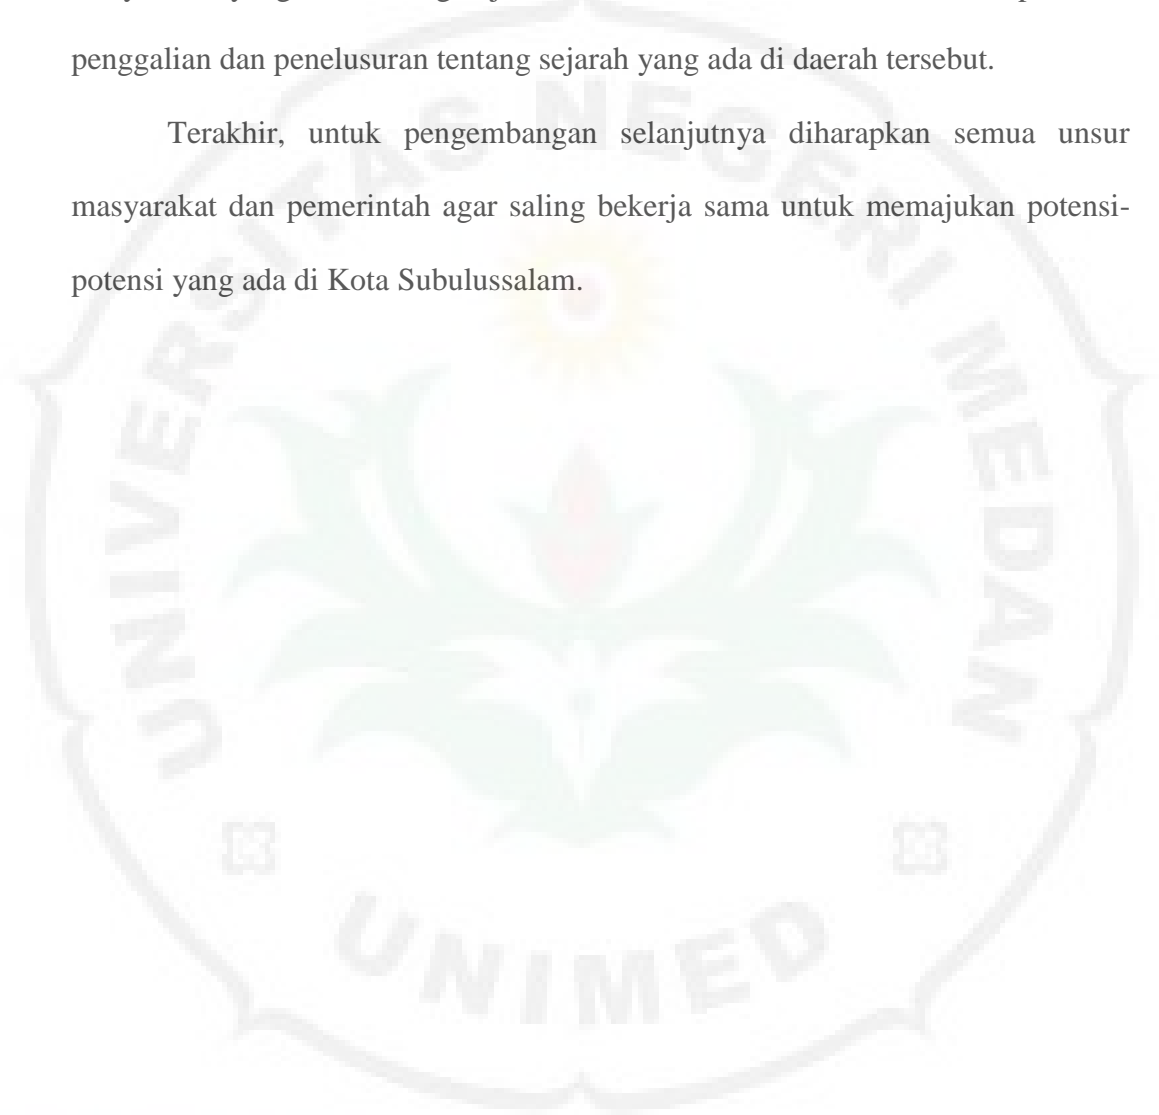 penggalian dan penelusuran tentang sejarah yang ada di daerah tersebut.
Terakhir, untuk pengembangan selanjutnya diharapkan semua unsur
masyarakat dan pemerintah agar saling bekerja sama untuk memajukan potensi-
potensi yang ada di Kota Subulussalam.
UNIVERSITAS NEGERI MEDAN
UNIMED